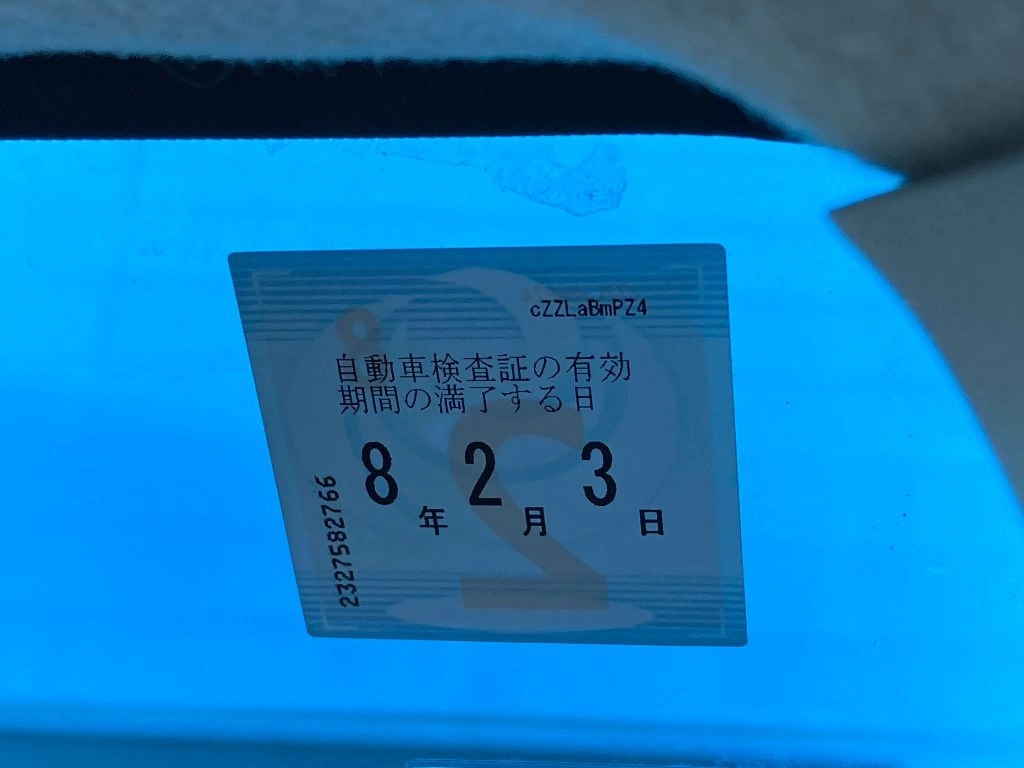 cZZLaBmPZ4
自動車検査証の有効
期間の満了する日
8年 2月 3日
2327582766